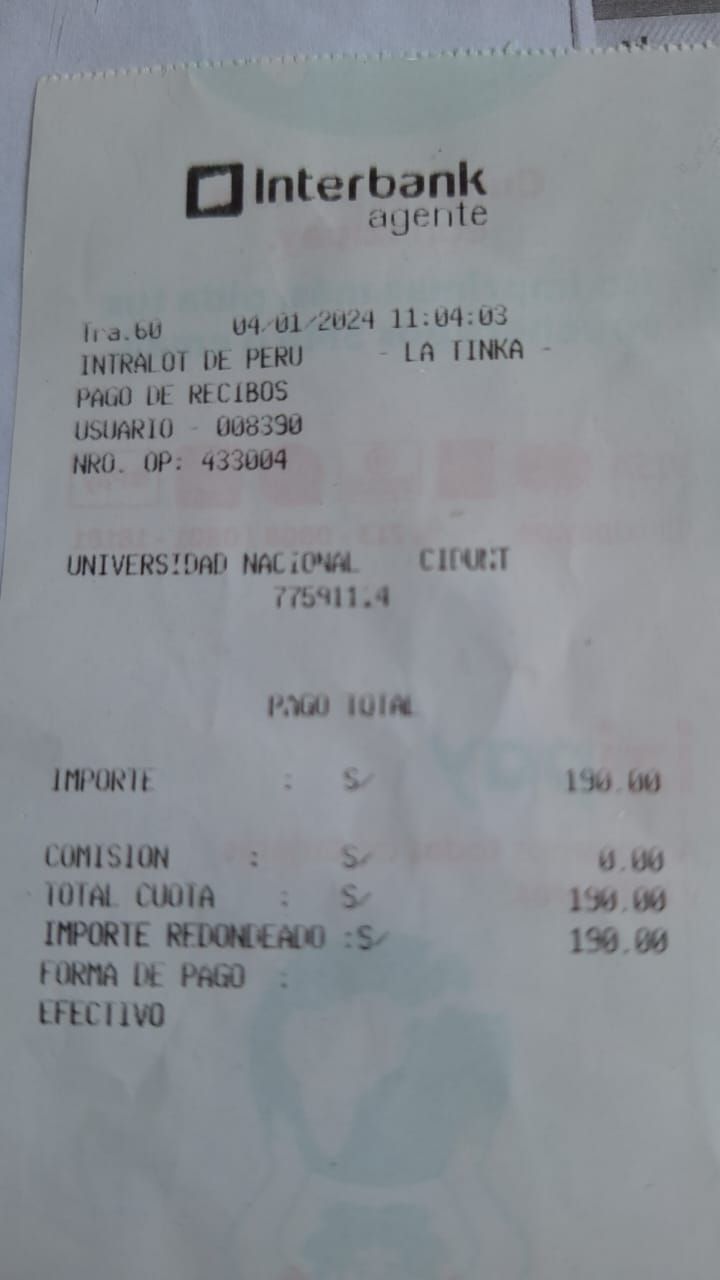 Interbank
agente
Tra.60 04/01/2024 11:04:03
INTRALOT DE PERU - LA TINKA -
PAGO DE RECIBOS
USUARIO - 008390
NRO. OP: 433004
UNIVERSIDAD NACIONAL CIDUNT
775911.4
PAGO TOTAL
IMPORTE : S/ 190.00
COMISION : S/ 0.00
TOTAL CUOTA : S/ 190.00
IMPORTE REDONDEADO :S/ 190.00
FORMA DE PAGO :
EFECTIVO